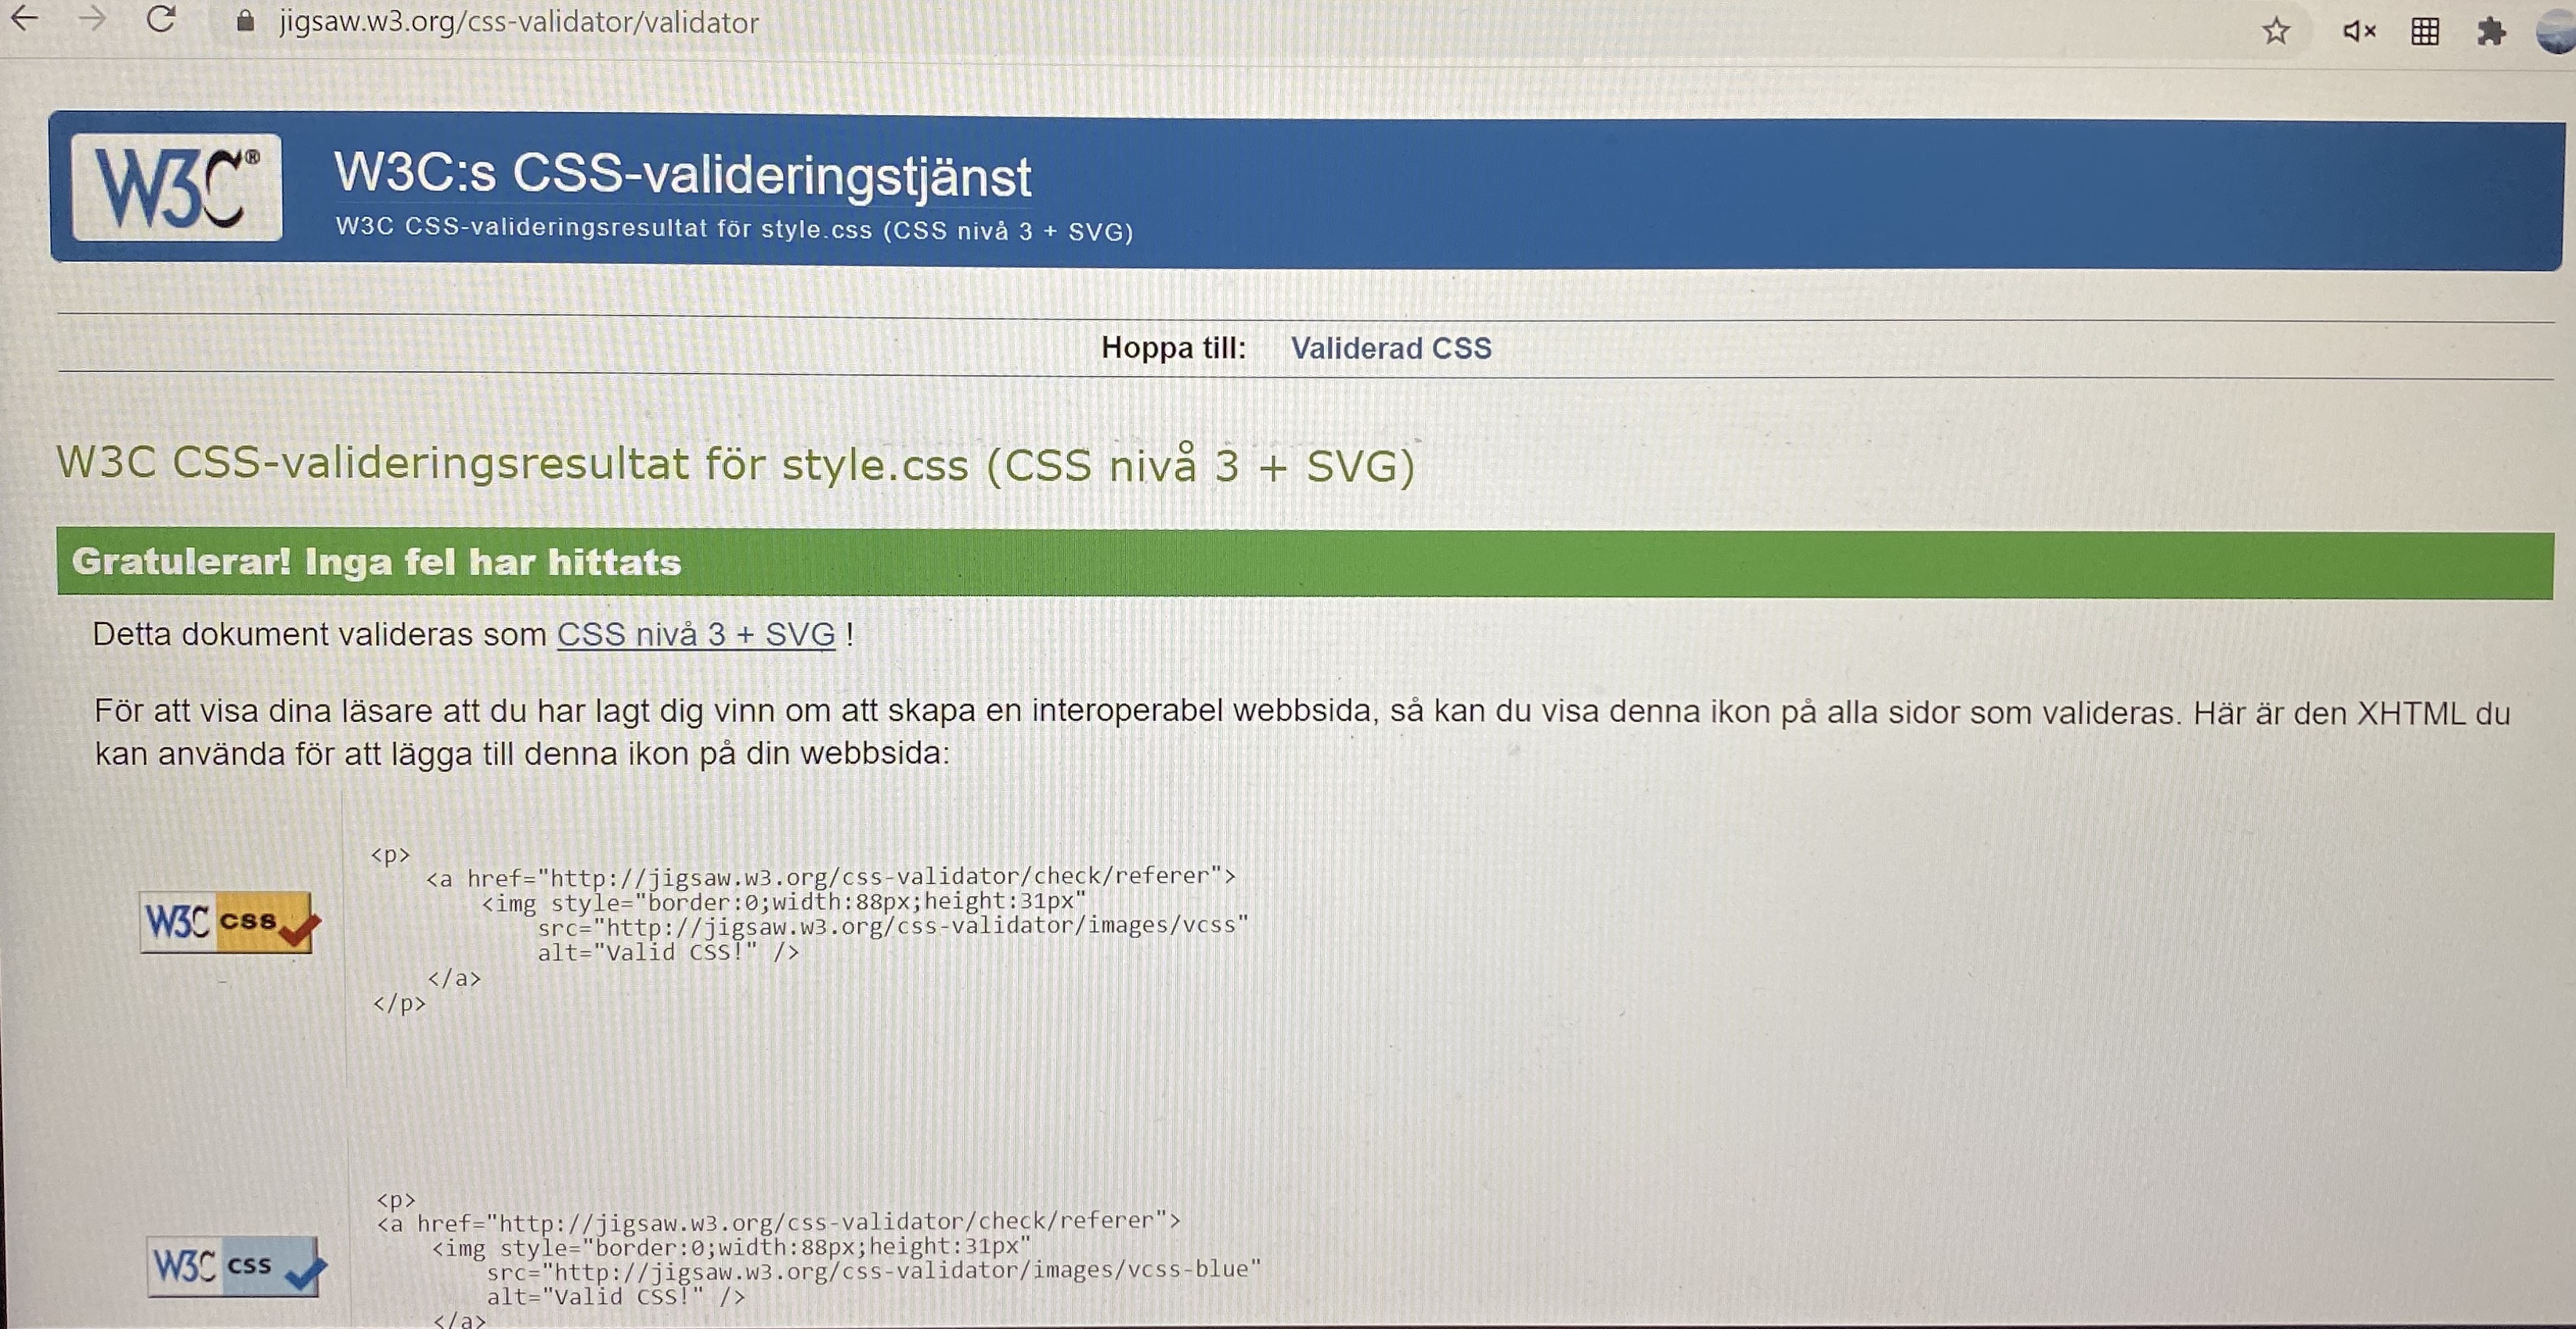 jigsaw.w3.org/css-validator/validator
W3C®
W3C:s CSS-valideringstjänst
W3C CSS-valideringsresultat för style.css (CSS nivå 3 + SVG)
Hoppa till: Validerad CSS
W3C CSS-valideringsresultat för style.css (CSS nivå 3 + SVG)
Gratulerar! Inga fel har hittats
Detta dokument valideras som CSS nivå 3 + SVG !
För att visa dina läsare att du har lagt dig vinn om att skapa en interoperabel webbsida, så kan du visa denna ikon på alla sidor som valideras. Här är den XHTML du
kan använda för att lägga till denna ikon på din webbsida:
W3C css
<p>
<a href="http://jigsaw.w3.org/css-validator/check/referer">
<img style="border:0;width:88px;height:31px"
src="http://jigsaw.w3.org/css-validator/images/vcss"
alt="Valid CSS!" />
</a>
</p>
W3C css
<p>
<a href="http://jigsaw.w3.org/css-validator/check/referer">
<img style="border:0;width:88px;height:31px"
src="http://jigsaw.w3.org/css-validator/images/vcss-blue"
alt="Valid CSS!" />
</a>